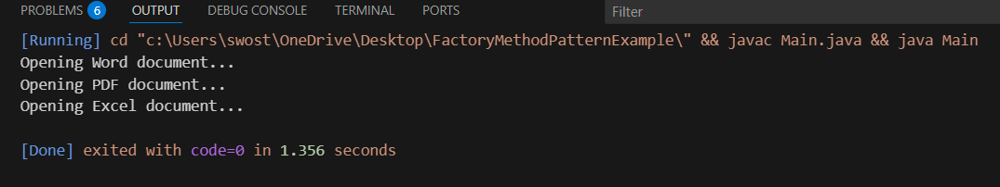 PROBLEMS 6 OUTPUT DEBUG CONSOLE TERMINAL PORTS Filter
[Running] cd "c:\Users\swost\OneDrive\Desktop\FactoryMethodPatternExample\" && javac Main.java && java Main
Opening Word document...
Opening PDF document...
Opening Excel document...
[Done] exited with code=0 in 1.356 seconds